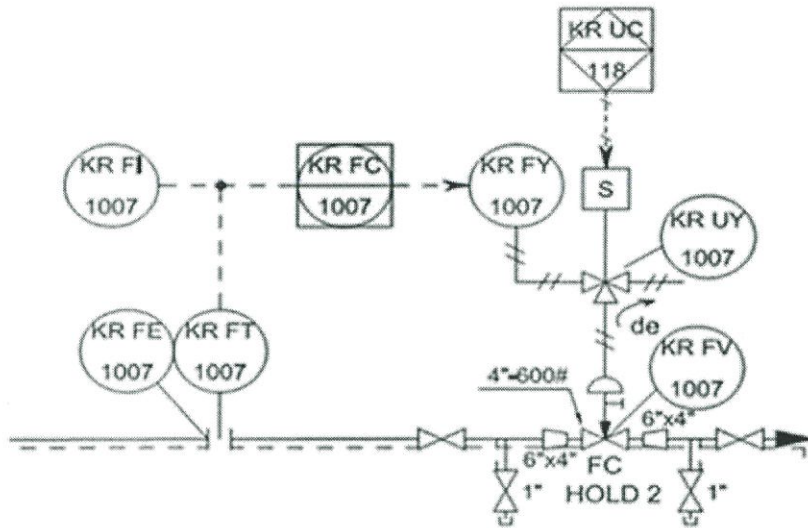 KR UC
118
KR FI
1007
KR FC
1007
KR FY
1007
S
KR UY
1007
de
KR FE
1007
KR FT
1007
KR FV
1007
4"-600#
6"x4"
6"x4"
FC
HOLD 2
1"
1"